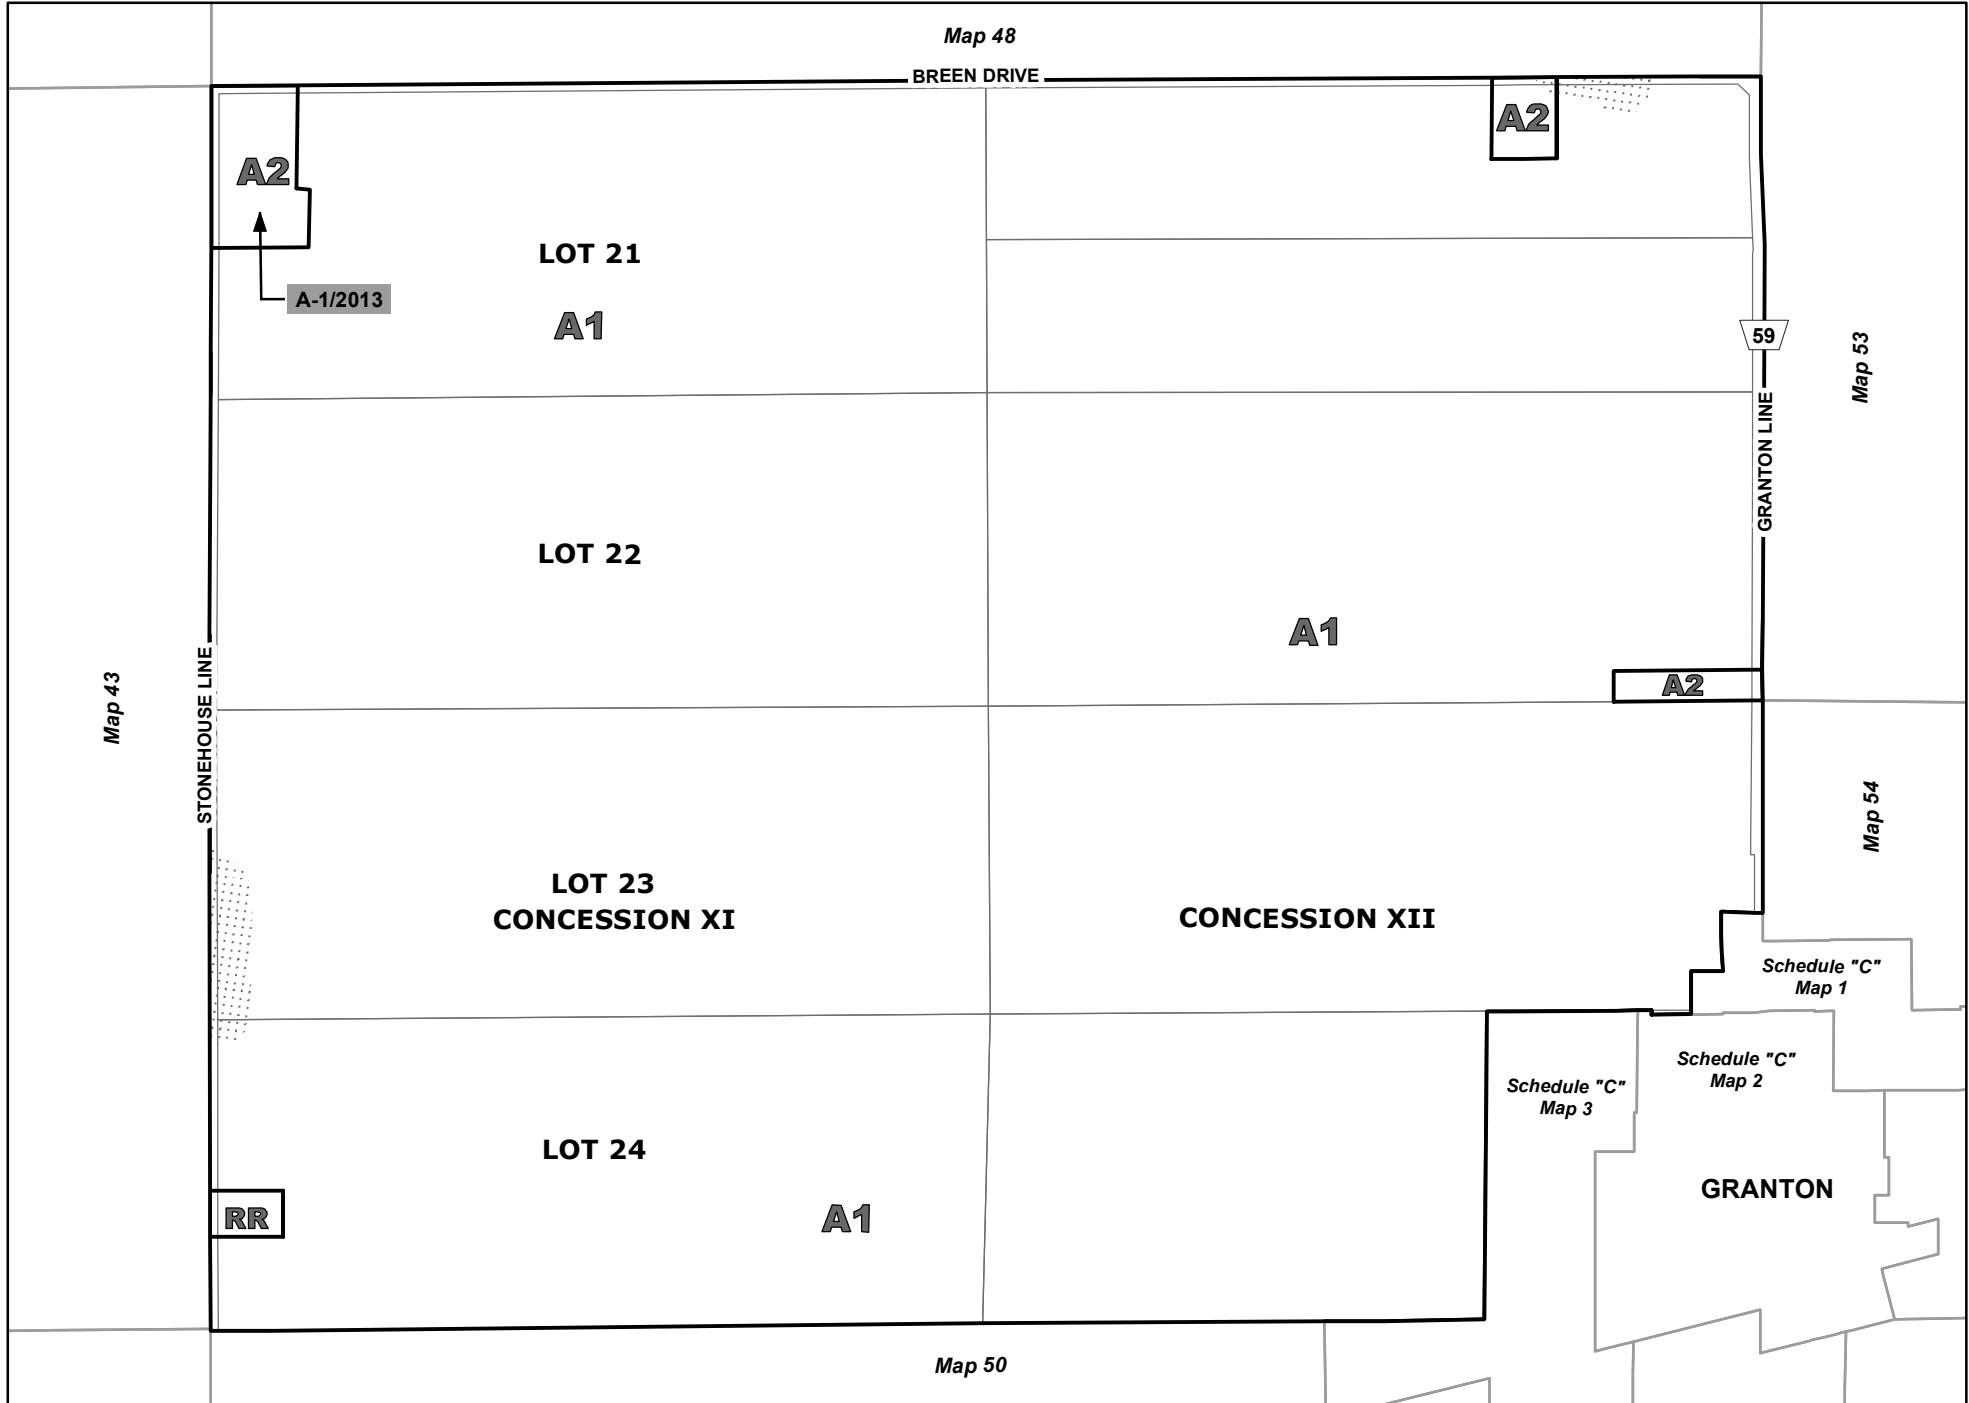 Map 48
BREEN DRIVE
A2
A2
LOT 21
A-1/2013
A1
59
Map 53
GRANTON LINE
LOT 22
A1
A2
Map 43
STONEHOUSE LINE
Map 54
LOT 23
CONCESSION XI
CONCESSION XII
Schedule "C"
Map 1
Schedule "C"
Map 2
Schedule "C"
Map 3
LOT 24
GRANTON
RR
A1
Map 50